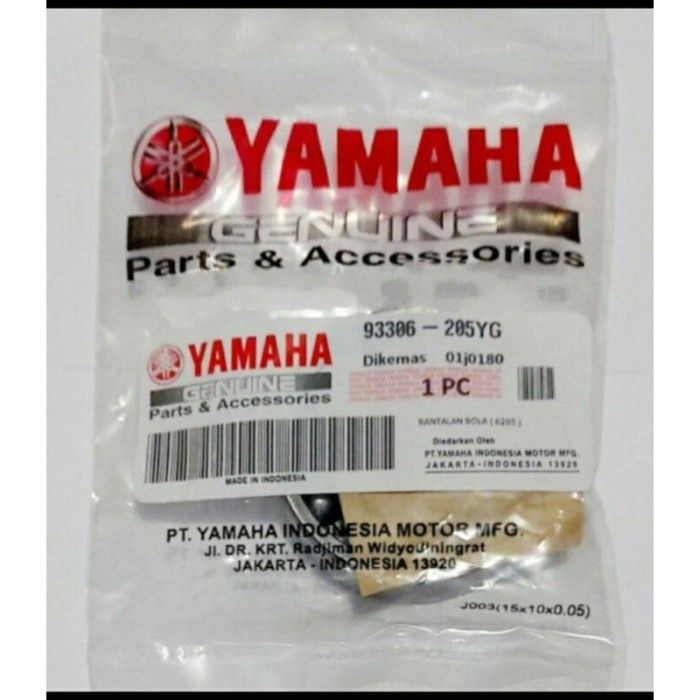 YAMAHA
GENUINE
Parts & Accessories
YAMAHA
GENUINE
Parts & Accessories
MADE IN INDONESIA
93306 - 205YG
Dikemas 01j0180
1 PC
BANTALAN BOLA ( 6205 )
Diedarkan Oleh
PT.YAMAHA INDONESIA MOTOR MFG.
JAKARTA-INDONESIA 13920
PT. YAMAHA INDONESIA MOTOR MFG.
Jl. DR. KRT. Radjiman Widyodiningrat
JAKARTA - INDONESIA 13920
J003(15x10x0.05)